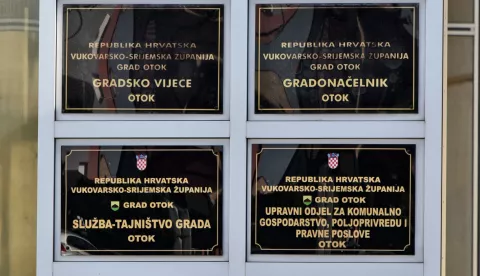 REPUBLIKA HRVATSKA
VUKOVARSKO-SRIJEMSKA ŽUPANIJA
GRAD OTOK
GRADSKO VIJECE
OTOK
REPUBLIKA HRVATSKA
VUKOVARSKO-SRIJEMSKA ŽUPANIJA
GRAD OTOK
GRADONAČELNIK
OTOK
REPUBLIKA HRVATSKA
VUKOVARSKO-SRIJEMSKA ŽUPANIJA
GRAD OTOK
SLUŽBA-TAJNIŠTVO GRADA
OTOK
REPUBLIKA HRVATSKA
VUKOVARSKO-SRIJEMSKA ŽUPANIJA
GRAD OTOK
UPRAVNI ODJEL ZA KOMUNALNO
GOSPODARSTVO, POLJOPRIVREDU I
PRAVNE POSLOVE
OTOK